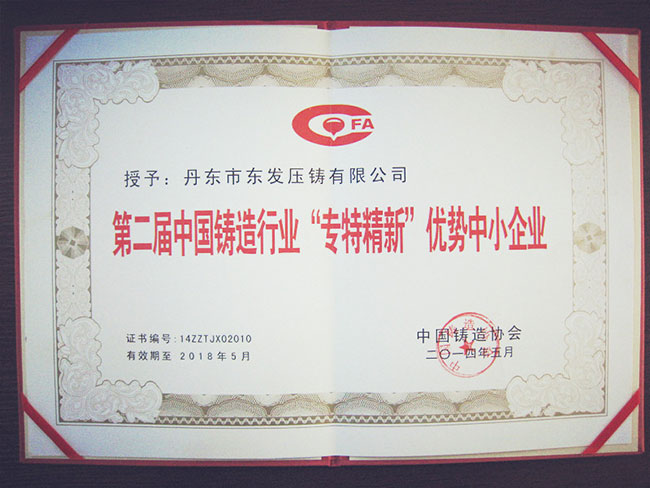 FA
授予：丹东市东发压铸有限公司
第二届中国铸造行业“专特精新”优势中小企业
证书编号：14ZZTJX02010
有效期至 2018年5月
中国铸造协会
二〇一四年五月